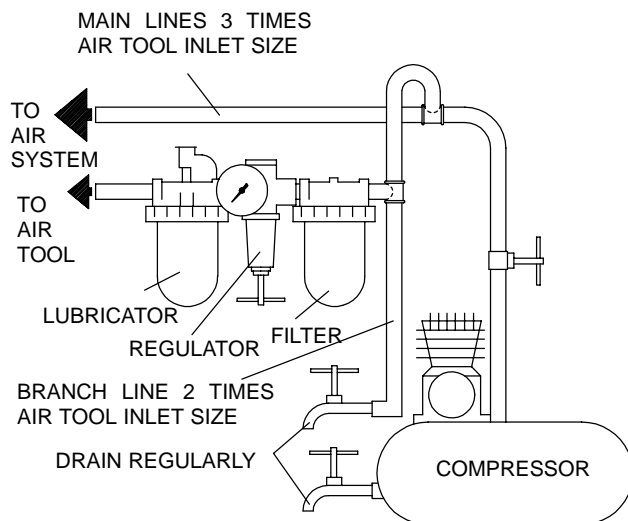 MAIN LINES 3 TIMES
AIR TOOL INLET SIZE
TO
AIR
SYSTEM
TO
AIR
TOOL
LUBRICATOR
REGULATOR
FILTER
BRANCH LINE 2 TIMES
AIR TOOL INLET SIZE
DRAIN REGULARLY
COMPRESSOR